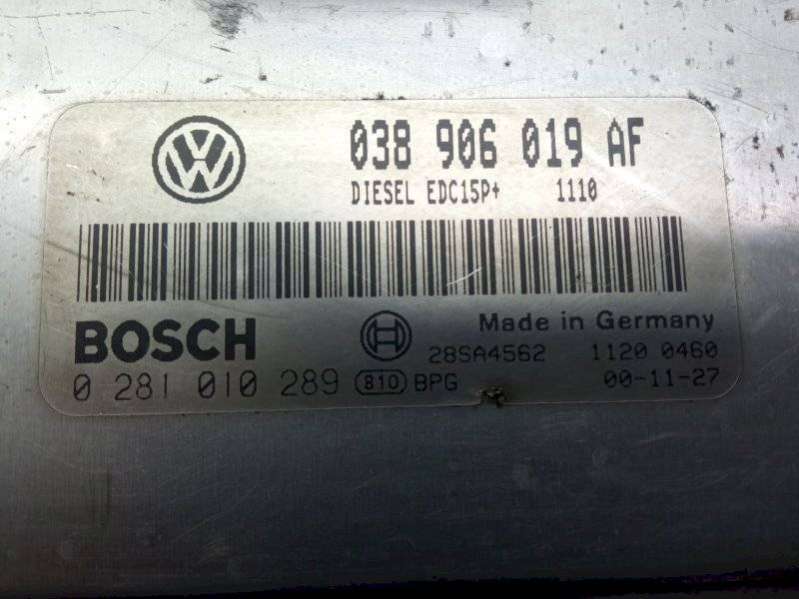 038 906 019 AF
DIESEL EDC15P+ 1110
BOSCH
Made in Germany
28SA4562 1120 0460
0 281 010 289 810 BPG 00-11-27